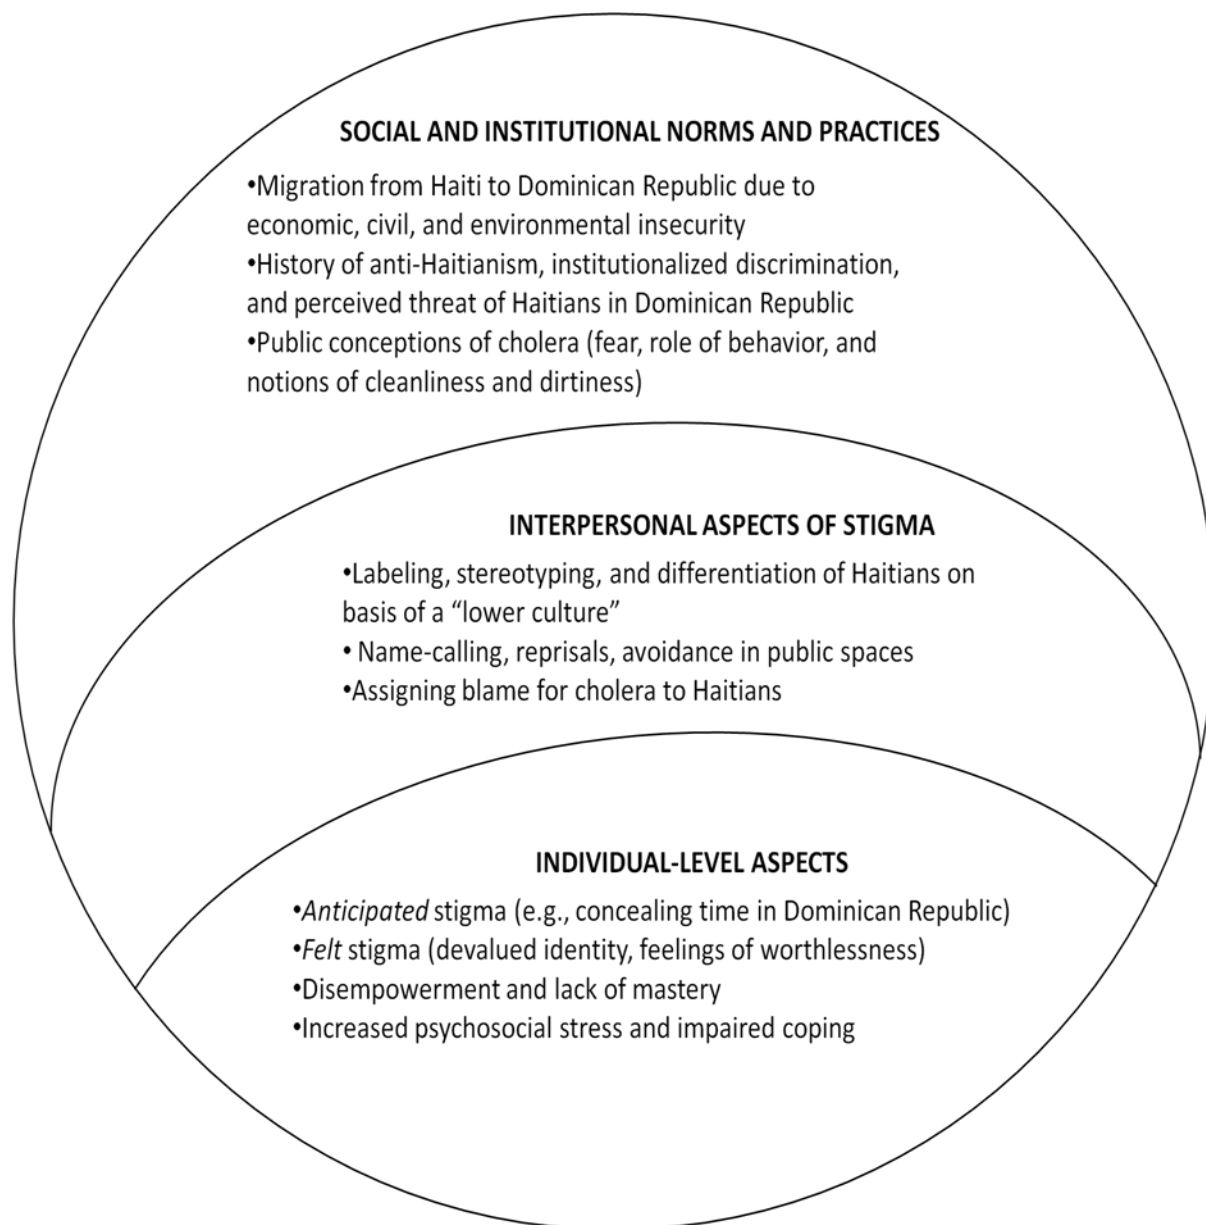 SOCIAL AND INSTITUTIONAL NORMS AND PRACTICES
•Migration from Haiti to Dominican Republic due to
economic, civil, and environmental insecurity
•History of anti-Haitianism, institutionalized discrimination,
and perceived threat of Haitians in Dominican Republic
•Public conceptions of cholera (fear, role of behavior, and
notions of cleanliness and dirtiness)
INTERPERSONAL ASPECTS OF STIGMA
•Labeling, stereotyping, and differentiation of Haitians on
basis of a “lower culture”
• Name-calling, reprisals, avoidance in public spaces
•Assigning blame for cholera to Haitians
INDIVIDUAL-LEVEL ASPECTS
•Anticipated stigma (e.g., concealing time in Dominican Republic)
•Felt stigma (devalued identity, feelings of worthlessness)
•Disempowerment and lack of mastery
•Increased psychosocial stress and impaired coping